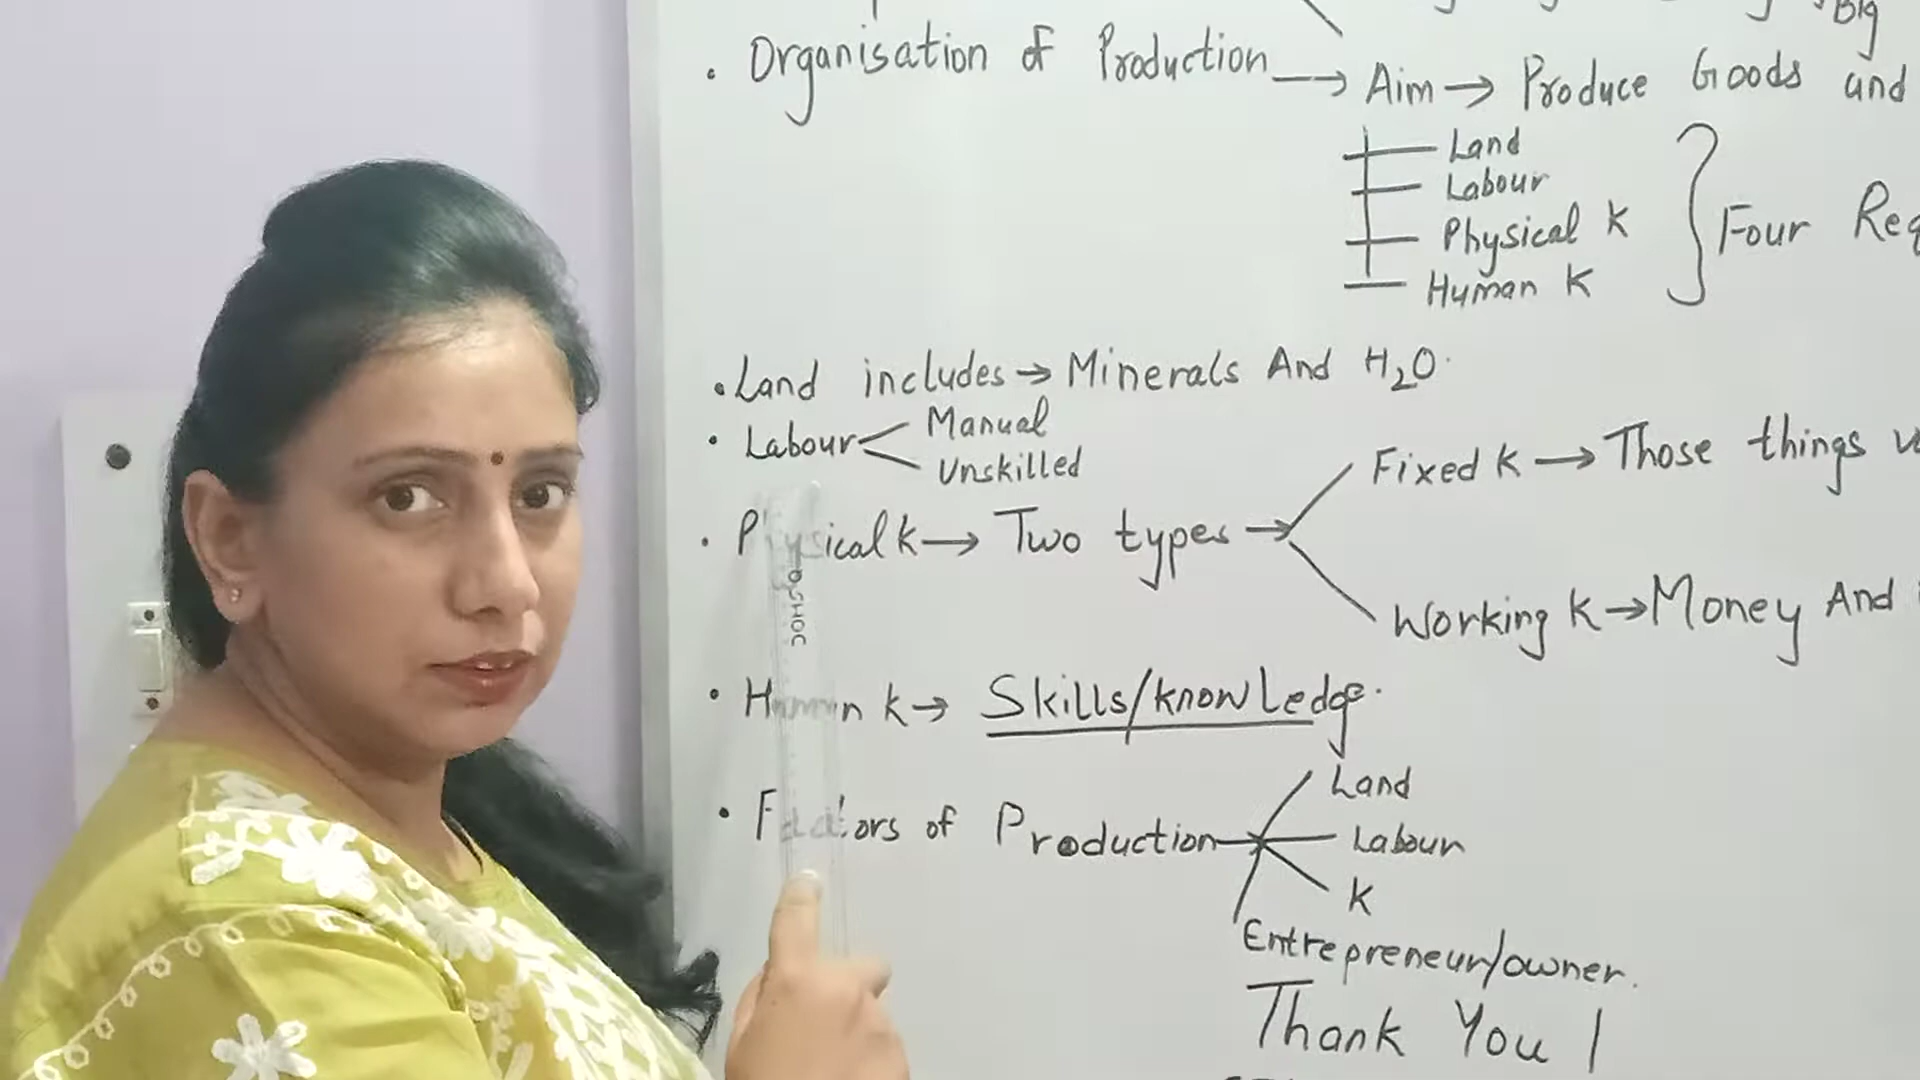 Big
• Organisation of Production → Aim → Produce Goods and
Land
Labour
Physical K
Human K
Four
• Land includes → Minerals And H₂O.
• Labour
Manual
Unskilled
• Physical K → Two types →
Fixed K → Those things
Working K → Money And
• Human K → Skills/knowledge.
• Factors of Production
Land
Labour
K
Entrepreneur/owner.
Thank You !